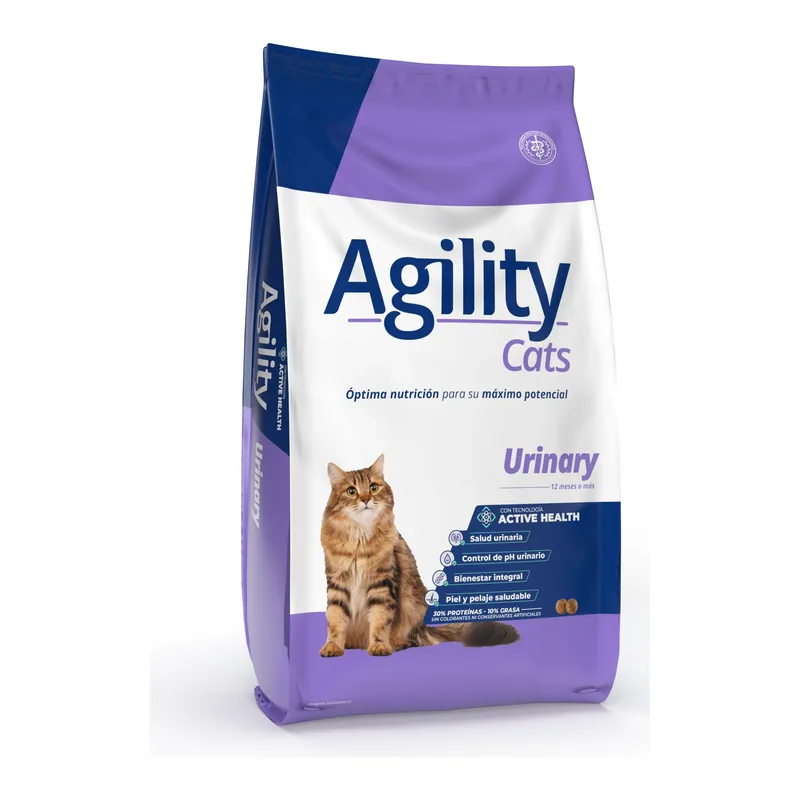 Agility
Cats
Óptima nutrición para su máximo potencial
Urinary
12 meses o más
CON TECNOLOGÍA
ACTIVE HEALTH
Salud urinaria
Control de pH urinario
Bienestar integral
Piel y pelaje saludable
30% PROTEÍNAS - 10% GRASA
SIN COLORANTES NI CONSERVANTES ARTIFICIALES
Agility
ACTIVE HEALTH
Urinary